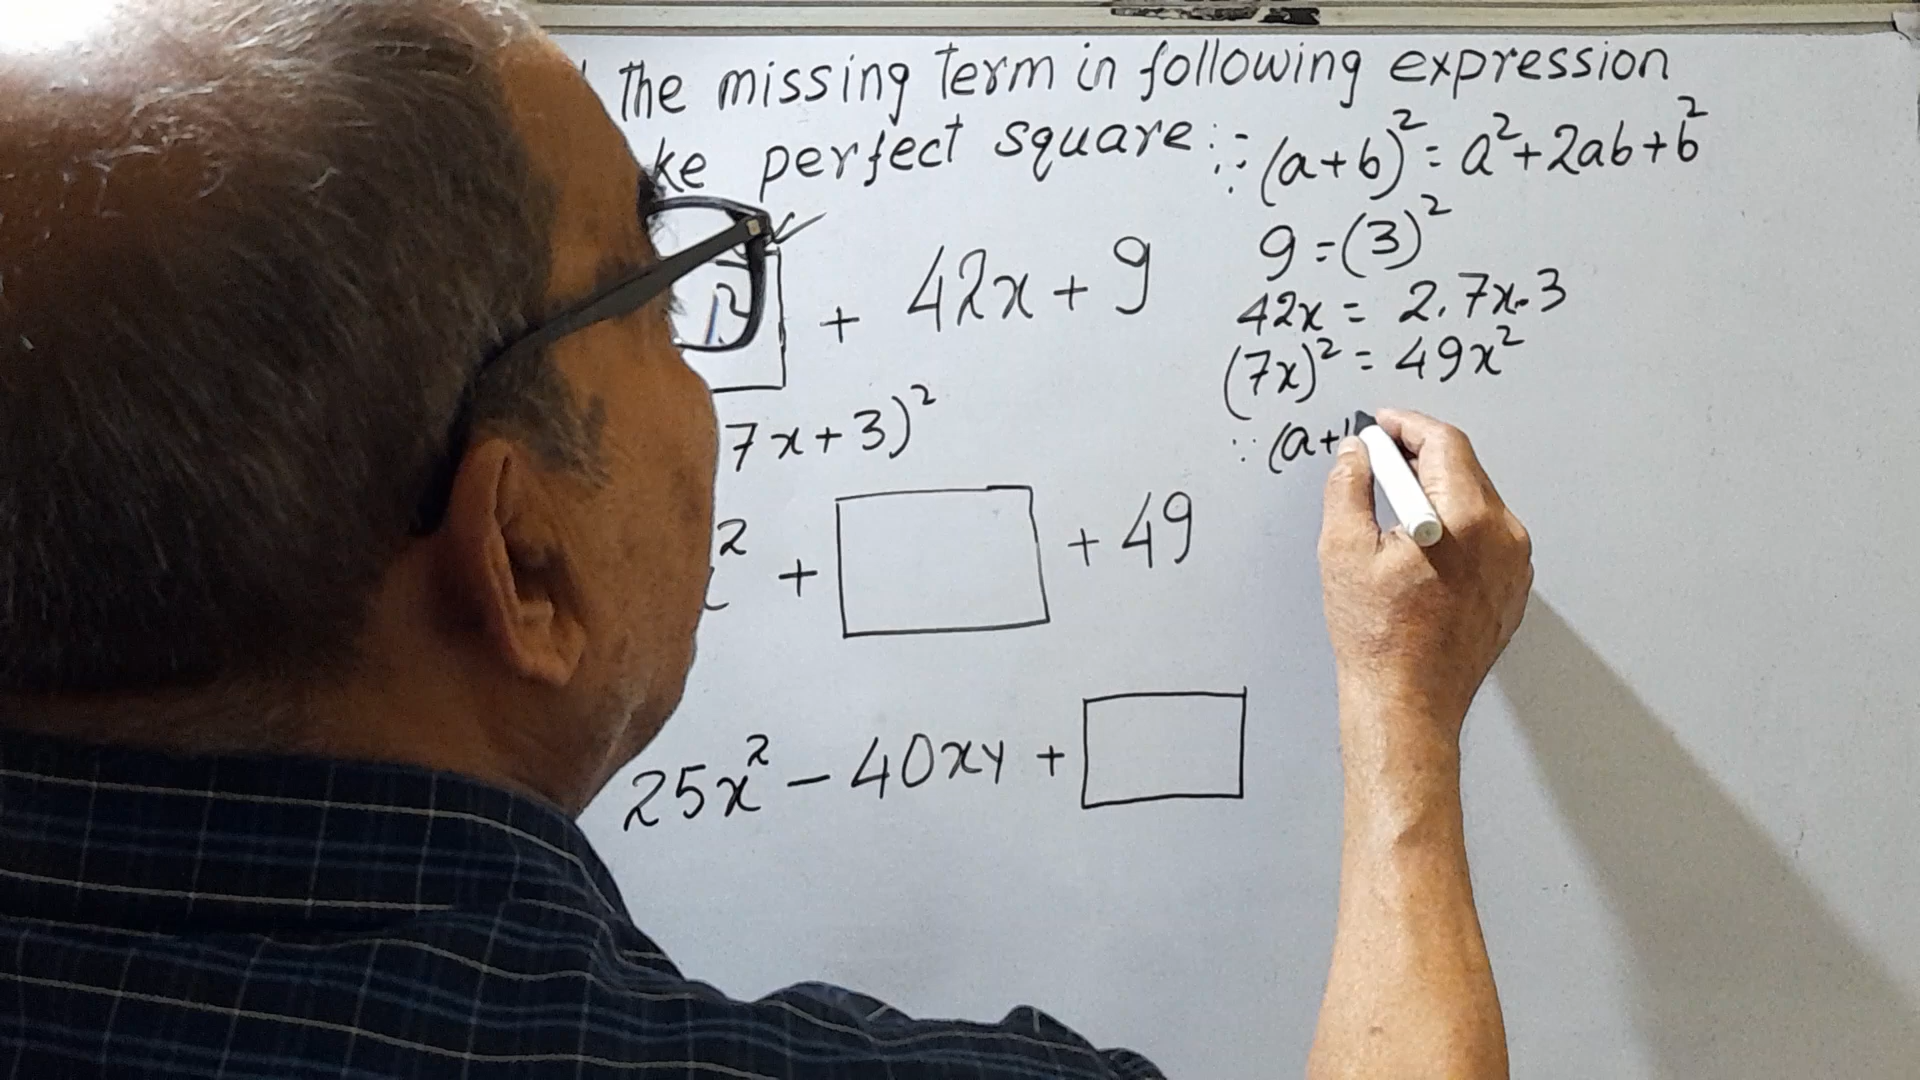 the missing term in following expression
ke perfect square :
∵ (a+b)² = a²+2ab+b²
+ 42x + 9
7x+3)²
² + + 49
25x² - 40xy +
9 = (3)²
42x = 2.7x.3
(7x)² = 49x²
∵ (a+